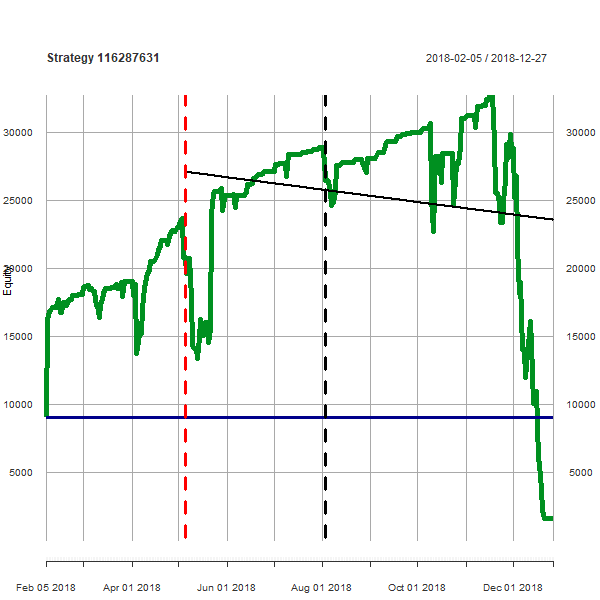 Strategy 116287631
2018-02-05 / 2018-12-27
30000
30000
25000
25000
20000
20000
Equity
15000
15000
10000
10000
5000
5000
Feb 05 2018
Apr 01 2018
Jun 01 2018
Aug 01 2018
Oct 01 2018
Dec 01 2018